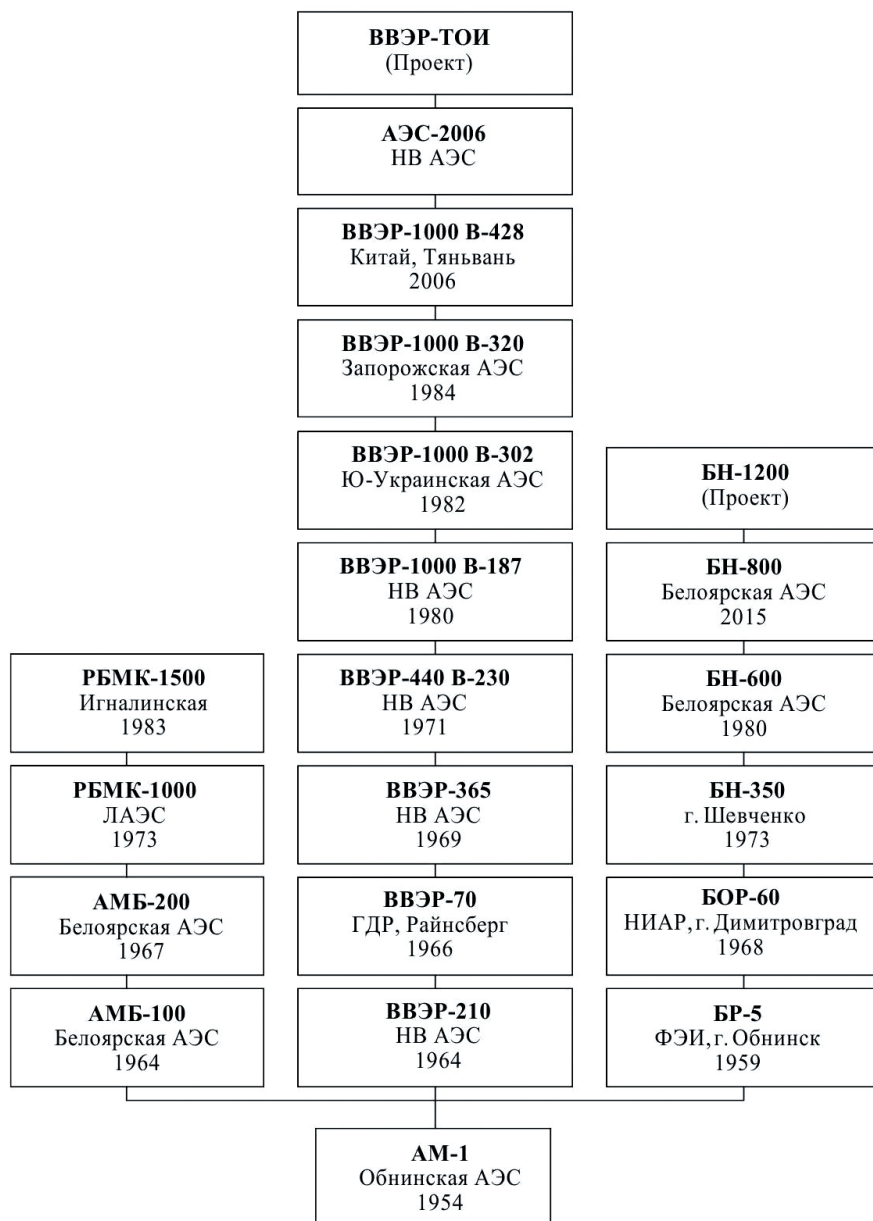 ВВЭР-ТОИ
(Проект)
АЭС-2006
НВ АЭС
ВВЭР-1000 В-428
Китай, Тяньвань
2006
ВВЭР-1000 В-320
Запорожская АЭС
1984
ВВЭР-1000 В-302
Ю-Украинская АЭС
1982
ВВЭР-1000 В-187
НВ АЭС
1980
ВВЭР-440 В-230
НВ АЭС
1971
ВВЭР-365
НВ АЭС
1969
ВВЭР-70
ГДР, Райнсберг
1966
ВВЭР-210
НВ АЭС
1964
РБМК-1500
Игналинская
1983
РБМК-1000
ЛАЭС
1973
АМБ-200
Белоярская АЭС
1967
АМБ-100
Белоярская АЭС
1964
БН-1200
(Проект)
БН-800
Белоярская АЭС
2015
БН-600
Белоярская АЭС
1980
БН-350
г. Шевченко
1973
БОР-60
НИАР, г. Димитровград
1968
БР-5
ФЭИ, г. Обнинск
1959
АМ-1
Обнинская АЭС
1954